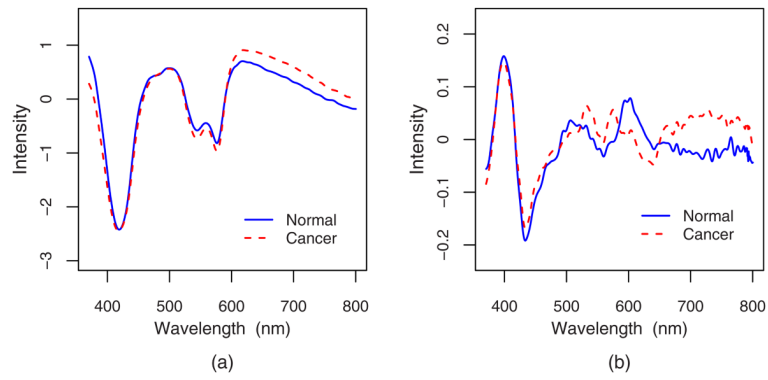 1
0
−1
−2
−3
Intensity
Normal
Cancer
400 500 600 700 800
Wavelength (nm)
(a)
0.2
0.1
0
−0.1
−0.2
Intensity
Normal
Cancer
400 500 600 700 800
Wavelength (nm)
(b)